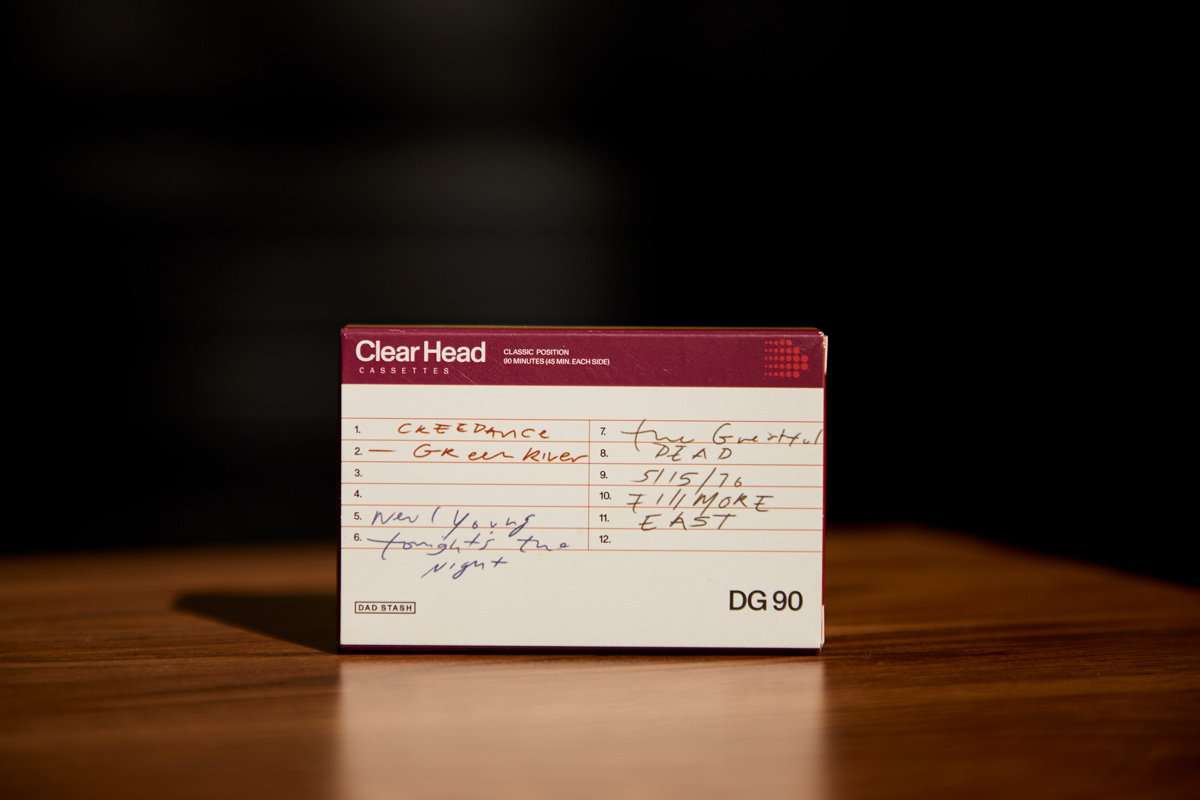 Clear Head
CASSETTES
CLASSIC POSITION
90 MINUTES (45 MIN. EACH SIDE)
1. CREEDANCE
2. — GReen River
3.
4.
5. Neil Young
6. tonight's the
Night
7. the Greatful
8. DEAD
9. 5/15/70
10. FillMORE
11. EAST
12.
DAD STASH
DG 90